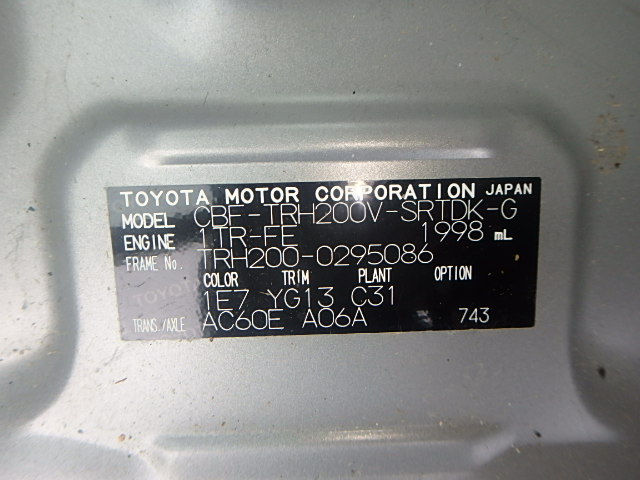 TOYOTA MOTOR CORPORATION JAPAN
MODEL CBF-TRH200V-SRTDK-G
ENGINE 1TR-FE 1998 mL
FRAME No. TRH200-0295086
COLOR TRIM PLANT OPTION
1E7 YG13 C31
TRANS./AXLE AC60E A06A 743